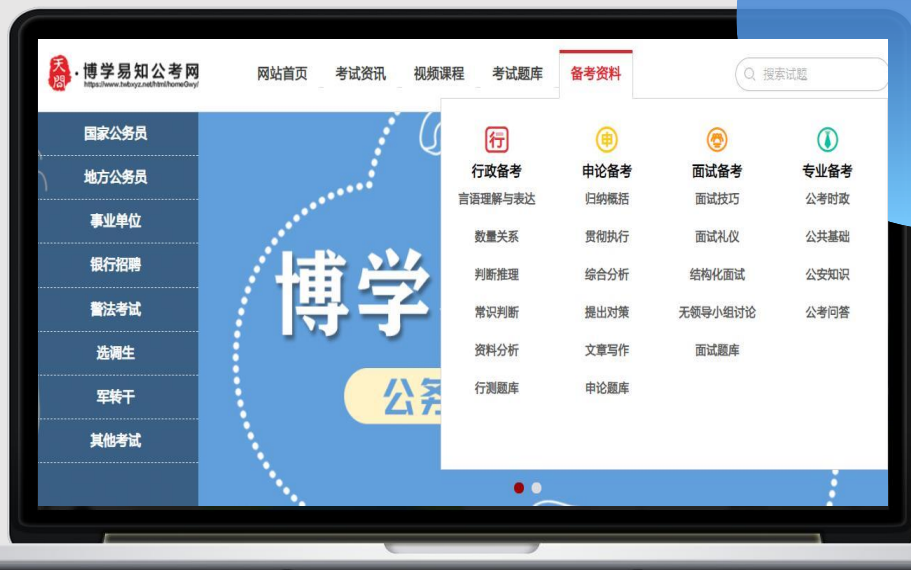 天問
·博学易知公考网
https://www.twbxyz.net/html/homeGwy/
网站首页 考试资讯 视频课程 考试题库 备考资料
搜索试题
国家公务员
地方公务员
事业单位
银行招聘
警法考试
选调生
军转干
其他考试
博学
公务
行 申
行政备考 申论备考 面试备考 专业备考
言语理解与表达 归纳概括 面试技巧 公考时政
数量关系 贯彻执行 面试礼仪 公共基础
判断推理 综合分析 结构化面试 公安知识
常识判断 提出对策 无领导小组讨论 公考问答
资料分析 文章写作 面试题库
行测题库 申论题库